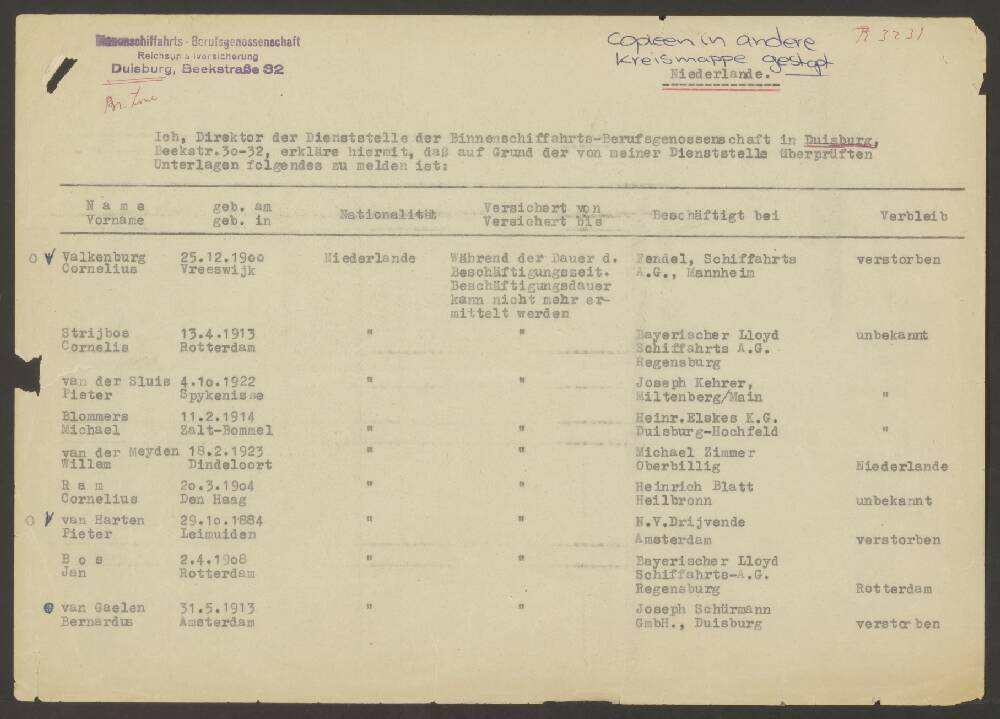 Binnenschiffahrts-Berufsgenossenschaft
Reichsunfallversicherung
Duisburg, Beekstraße 32
Copieen in andere
Kreismappe gestopt
Niederlande.
Ich, Direktor der Dienststelle der Binnenschiffahrts-Berufsgenossenschaft in Duisburg,
Beekstr.30-32, erkläre hiermit, daß auf Grund der von meiner Dienststelle überprüften
Unterlagen folgendes zu melden ist:
N a m e geb. am Nationalität Versichert von Beschäftigt bei Verbleib
Vorname geb. in Versichert bis
Valkenburg 25.12.1900 Niederlande Während der Dauer d. Fendel, Schiffahrts verstorben
Cornelius Vreeswijk Beschäftigungszeit. A.G., Mannheim
Beschäftigungsdauer
kann nicht mehr er-
mittelt werden
Strijbos 13.4.1913 " " Bayerischer Lloyd unbekannt
Cornelis Rotterdam Schiffahrts A.G.
Regensburg
van der Sluis 4.10.1922 " " Joseph Kehrer,
Pieter Spykenisse Miltenberg/Main "
Blommers 11.2.1914 " " Heinr.Elskes K.G.
Michael Zalt-Bommel Duisburg-Hochfeld "
van der Meyden 18.2.1923 " " Michael Zimmer
Willem Dindeloort Oberbillig Niederlande
R a m 20.3.1904 " " Heinrich Blatt
Cornelius Den Haag Heilbronn unbekannt
van Harten 29.10.1884 " " N.V.Drijvende
Pieter Leimuiden Amsterdam verstorben
B o s 2.4.1908 " " Bayerischer Lloyd
Jan Rotterdam Schiffahrts-A.G.
Regensburg Rotterdam
van Gaelen 31.5.1913 " " Joseph Schürmann
Bernardus Amsterdam GmbH., Duisburg verstorben